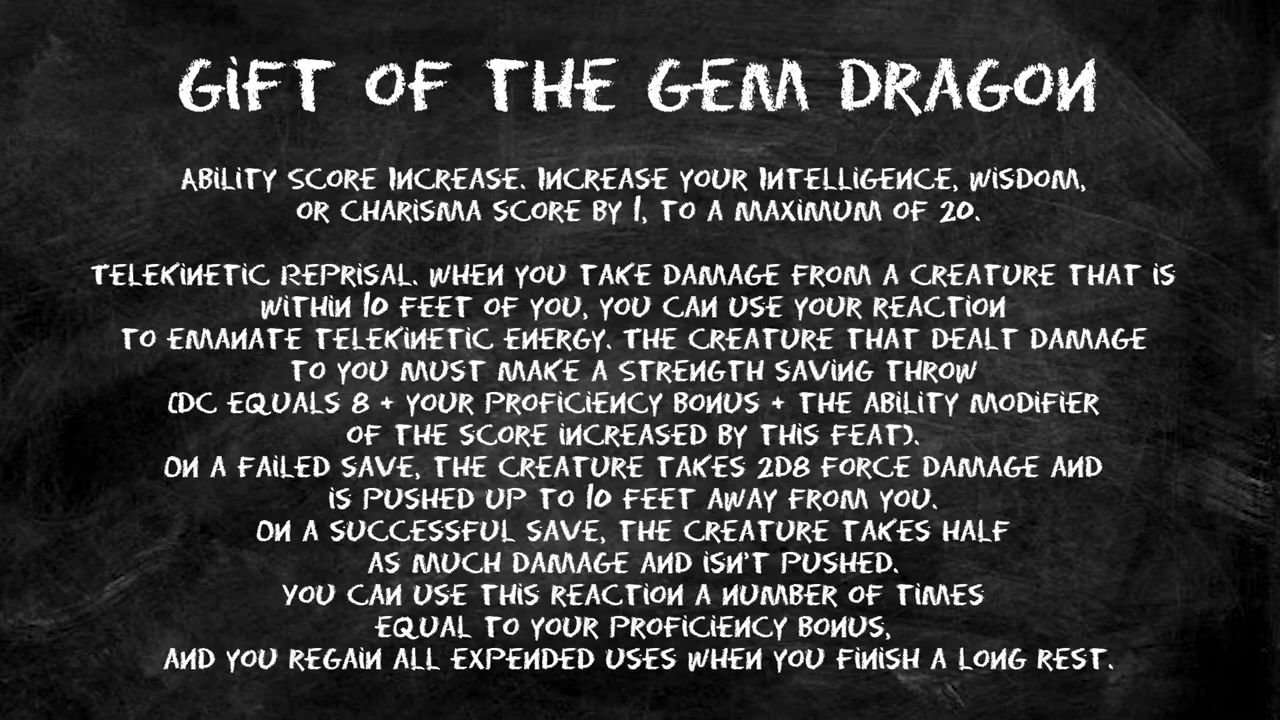 GIFT OF THE GEM DRAGON
ABILITY SCORE INCREASE. INCREASE YOUR INTELLIGENCE, WISDOM,
OR CHARISMA SCORE BY 1, TO A MAXIMUM OF 20.
TELEKINETIC REPRISAL. WHEN YOU TAKE DAMAGE FROM A CREATURE THAT IS
WITHIN 10 FEET OF YOU, YOU CAN USE YOUR REACTION
TO EMANATE TELEKINETIC ENERGY. THE CREATURE THAT DEALT DAMAGE
TO YOU MUST MAKE A STRENGTH SAVING THROW
(DC EQUALS 8 + YOUR PROFICIENCY BONUS + THE ABILITY MODIFIER
OF THE SCORE INCREASED BY THIS FEAT).
ON A FAILED SAVE, THE CREATURE TAKES 2D8 FORCE DAMAGE AND
IS PUSHED UP TO 10 FEET AWAY FROM YOU.
ON A SUCCESSFUL SAVE, THE CREATURE TAKES HALF
AS MUCH DAMAGE AND ISN'T PUSHED.
YOU CAN USE THIS REACTION A NUMBER OF TIMES
EQUAL TO YOUR PROFICIENCY BONUS,
AND YOU REGAIN ALL EXPENDED USES WHEN YOU FINISH A LONG REST.